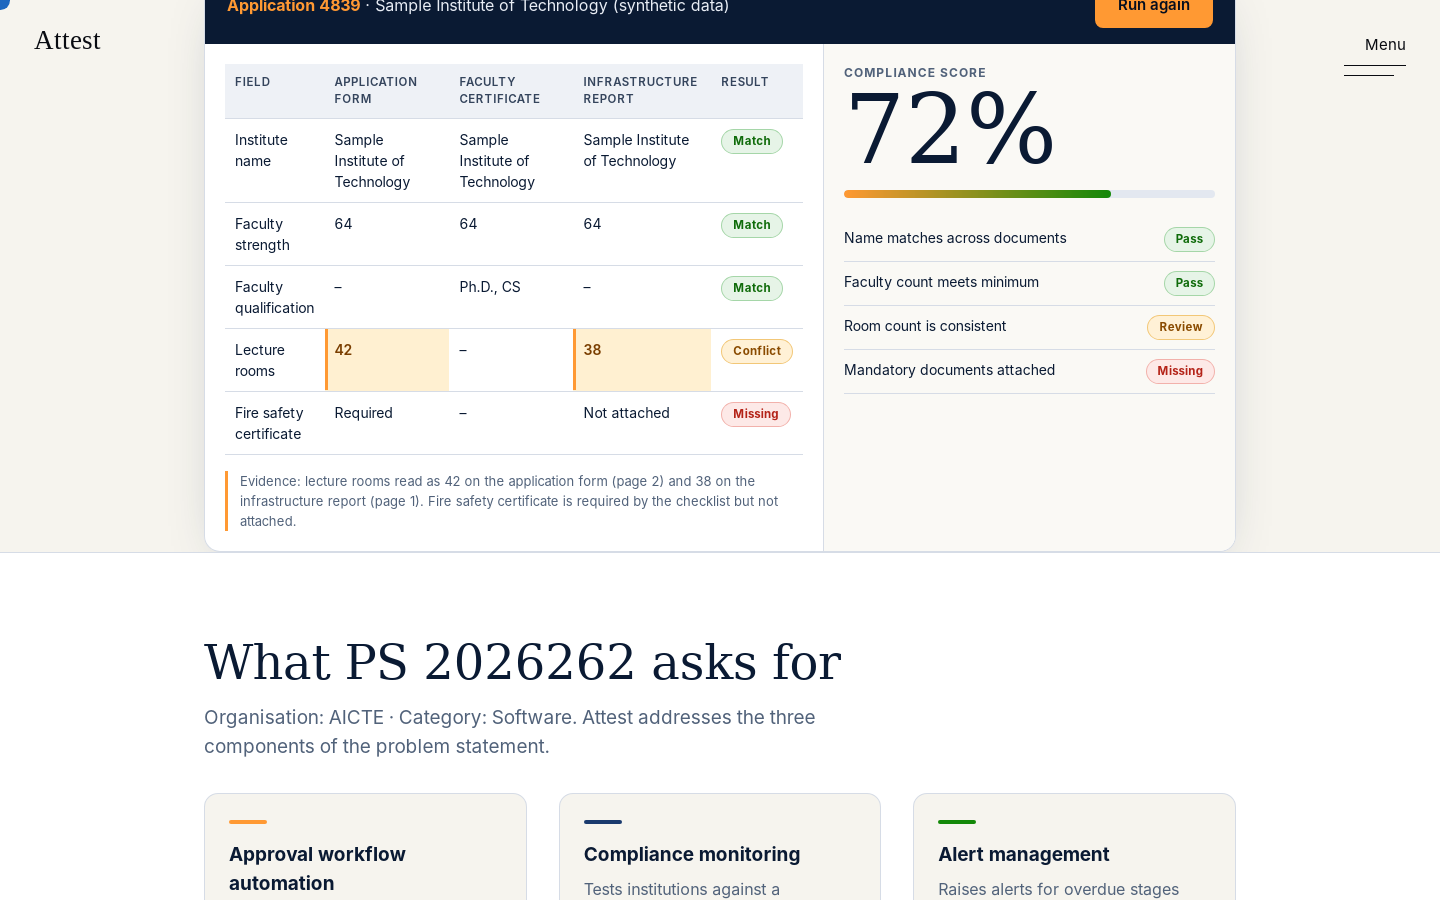 Application 4839 · Sample Institute of Technology (synthetic data)
Run again
Attest
Menu
FIELD
APPLICATION
FORM
FACULTY
CERTIFICATE
INFRASTRUCTURE
REPORT
RESULT
Institute
name
Sample
Institute of
Technology
Sample
Institute of
Technology
Sample Institute
of Technology
Match
Faculty
strength
64
64
64
Match
Faculty
qualification
–
Ph.D., CS
–
Match
Lecture
rooms
42
–
38
Conflict
Fire safety
certificate
Required
–
Not attached
Missing
Evidence: lecture rooms read as 42 on the application form (page 2) and 38 on the
infrastructure report (page 1). Fire safety certificate is required by the checklist but not
attached.
COMPLIANCE SCORE
72%
Name matches across documents
Pass
Faculty count meets minimum
Pass
Room count is consistent
Review
Mandatory documents attached
Missing
What PS 2026262 asks for
Organisation: AICTE · Category: Software. Attest addresses the three
components of the problem statement.
Approval workflow
automation
Compliance monitoring
Tests institutions against a
Alert management
Raises alerts for overdue stages